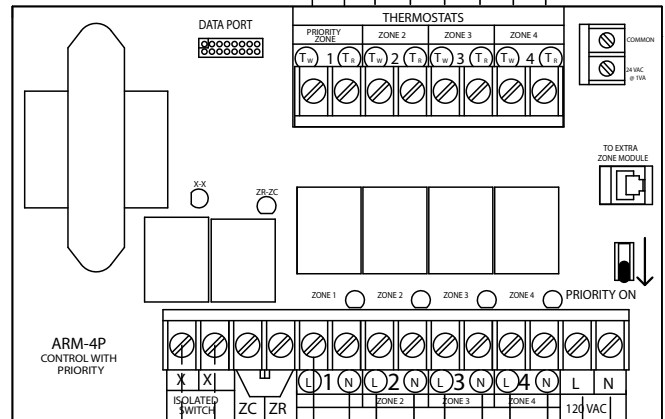 THERMOSTATS
DATA PORT
PRIORITY
ZONE
ZONE 2
ZONE 3
ZONE 4
COMMON
TW 1 TR TW 2 TR TW 3 TR TW 4 TR
24 VAC
@ 1VA
TO EXTRA
ZONE MODULE
X-X
ZR-ZC
ZONE 1
ZONE 2
ZONE 3
ZONE 4
PRIORITY ON
ARM-4P
CONTROL WITH
PRIORITY
X X
L 1 N L 2 N L 3 N L 4 N L N
ISOLATED
SWITCH
ZC ZR
ZONE 2
ZONE 3
ZONE 4
120 VAC